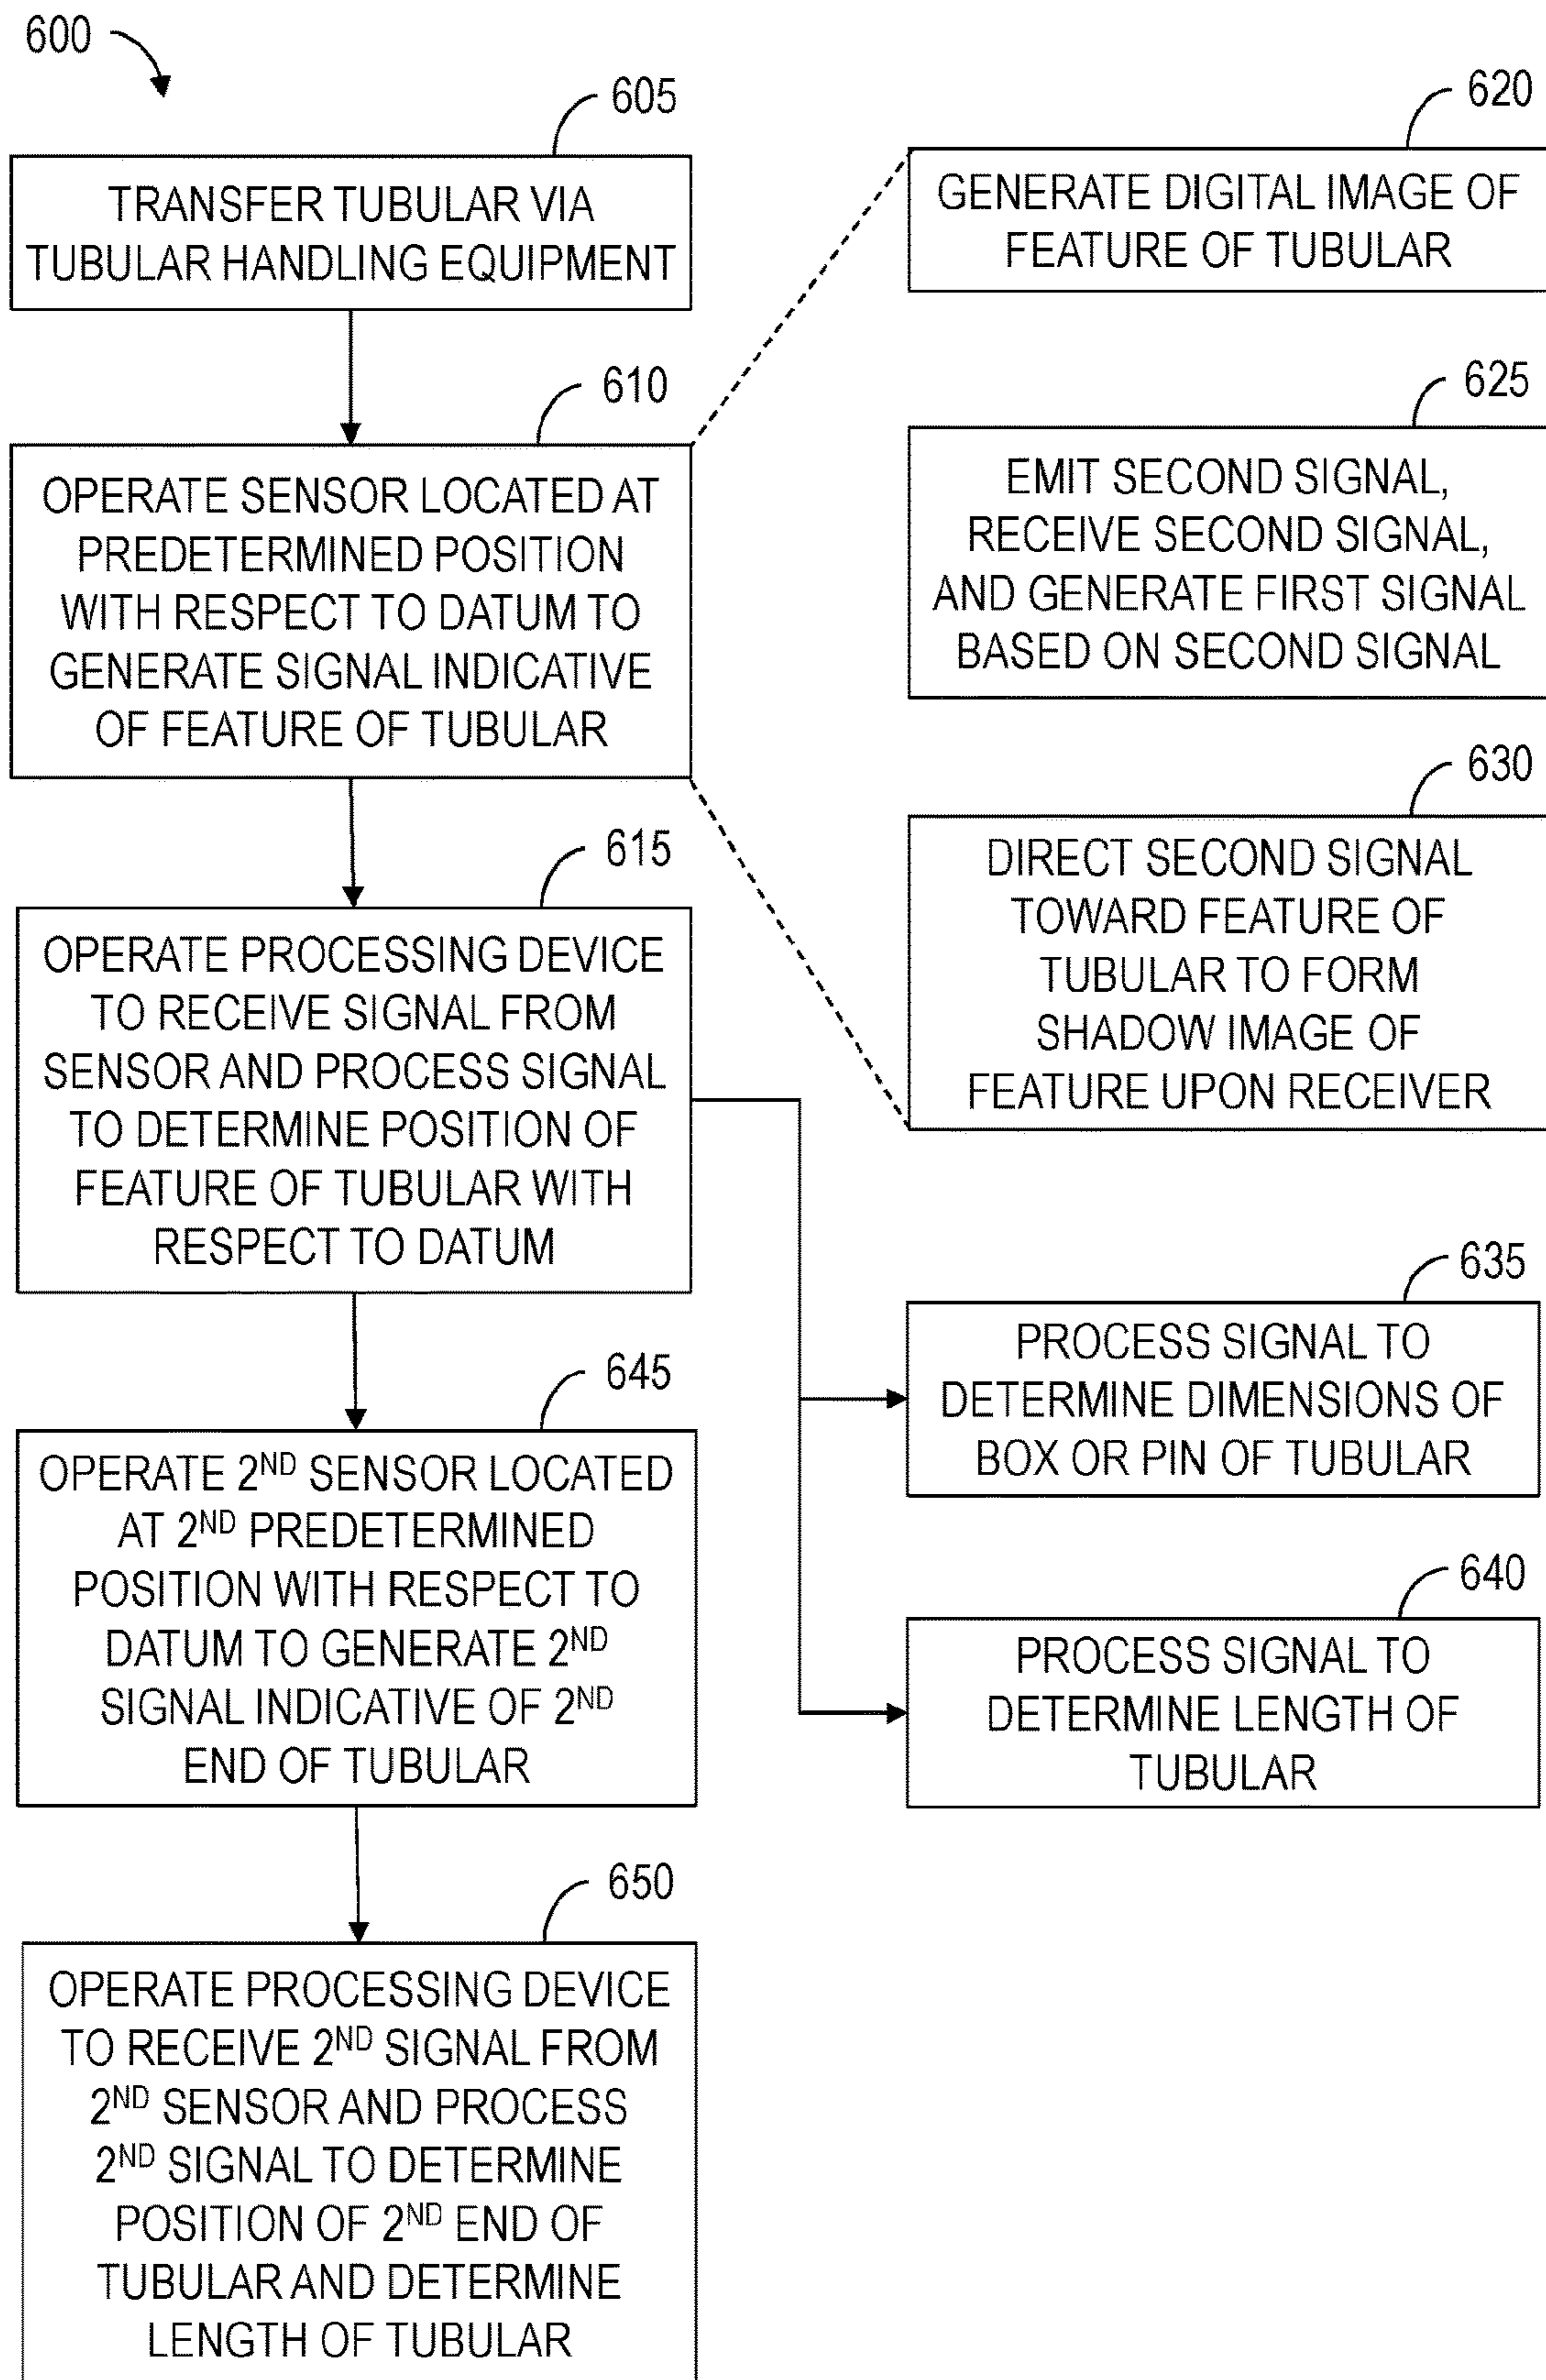 600
605
TRANSFER TUBULAR VIA
TUBULAR HANDLING EQUIPMENT
610
OPERATE SENSOR LOCATED AT
PREDETERMINED POSITION
WITH RESPECT TO DATUM TO
GENERATE SIGNAL INDICATIVE
OF FEATURE OF TUBULAR
615
OPERATE PROCESSING DEVICE
TO RECEIVE SIGNAL FROM
SENSOR AND PROCESS SIGNAL
TO DETERMINE POSITION OF
FEATURE OF TUBULAR WITH
RESPECT TO DATUM
645
OPERATE 2ND SENSOR LOCATED
AT 2ND PREDETERMINED
POSITION WITH RESPECT TO
DATUM TO GENERATE 2ND
SIGNAL INDICATIVE OF 2ND
END OF TUBULAR
650
OPERATE PROCESSING DEVICE
TO RECEIVE 2ND SIGNAL FROM
2ND SENSOR AND PROCESS
2ND SIGNAL TO DETERMINE
POSITION OF 2ND END OF
TUBULAR AND DETERMINE
LENGTH OF TUBULAR
620
GENERATE DIGITAL IMAGE OF
FEATURE OF TUBULAR
625
EMIT SECOND SIGNAL,
RECEIVE SECOND SIGNAL,
AND GENERATE FIRST SIGNAL
BASED ON SECOND SIGNAL
630
DIRECT SECOND SIGNAL
TOWARD FEATURE OF
TUBULAR TO FORM
SHADOW IMAGE OF
FEATURE UPON RECEIVER
635
PROCESS SIGNAL TO
DETERMINE DIMENSIONS OF
BOX OR PIN OF TUBULAR
640
PROCESS SIGNAL TO
DETERMINE LENGTH OF
TUBULAR